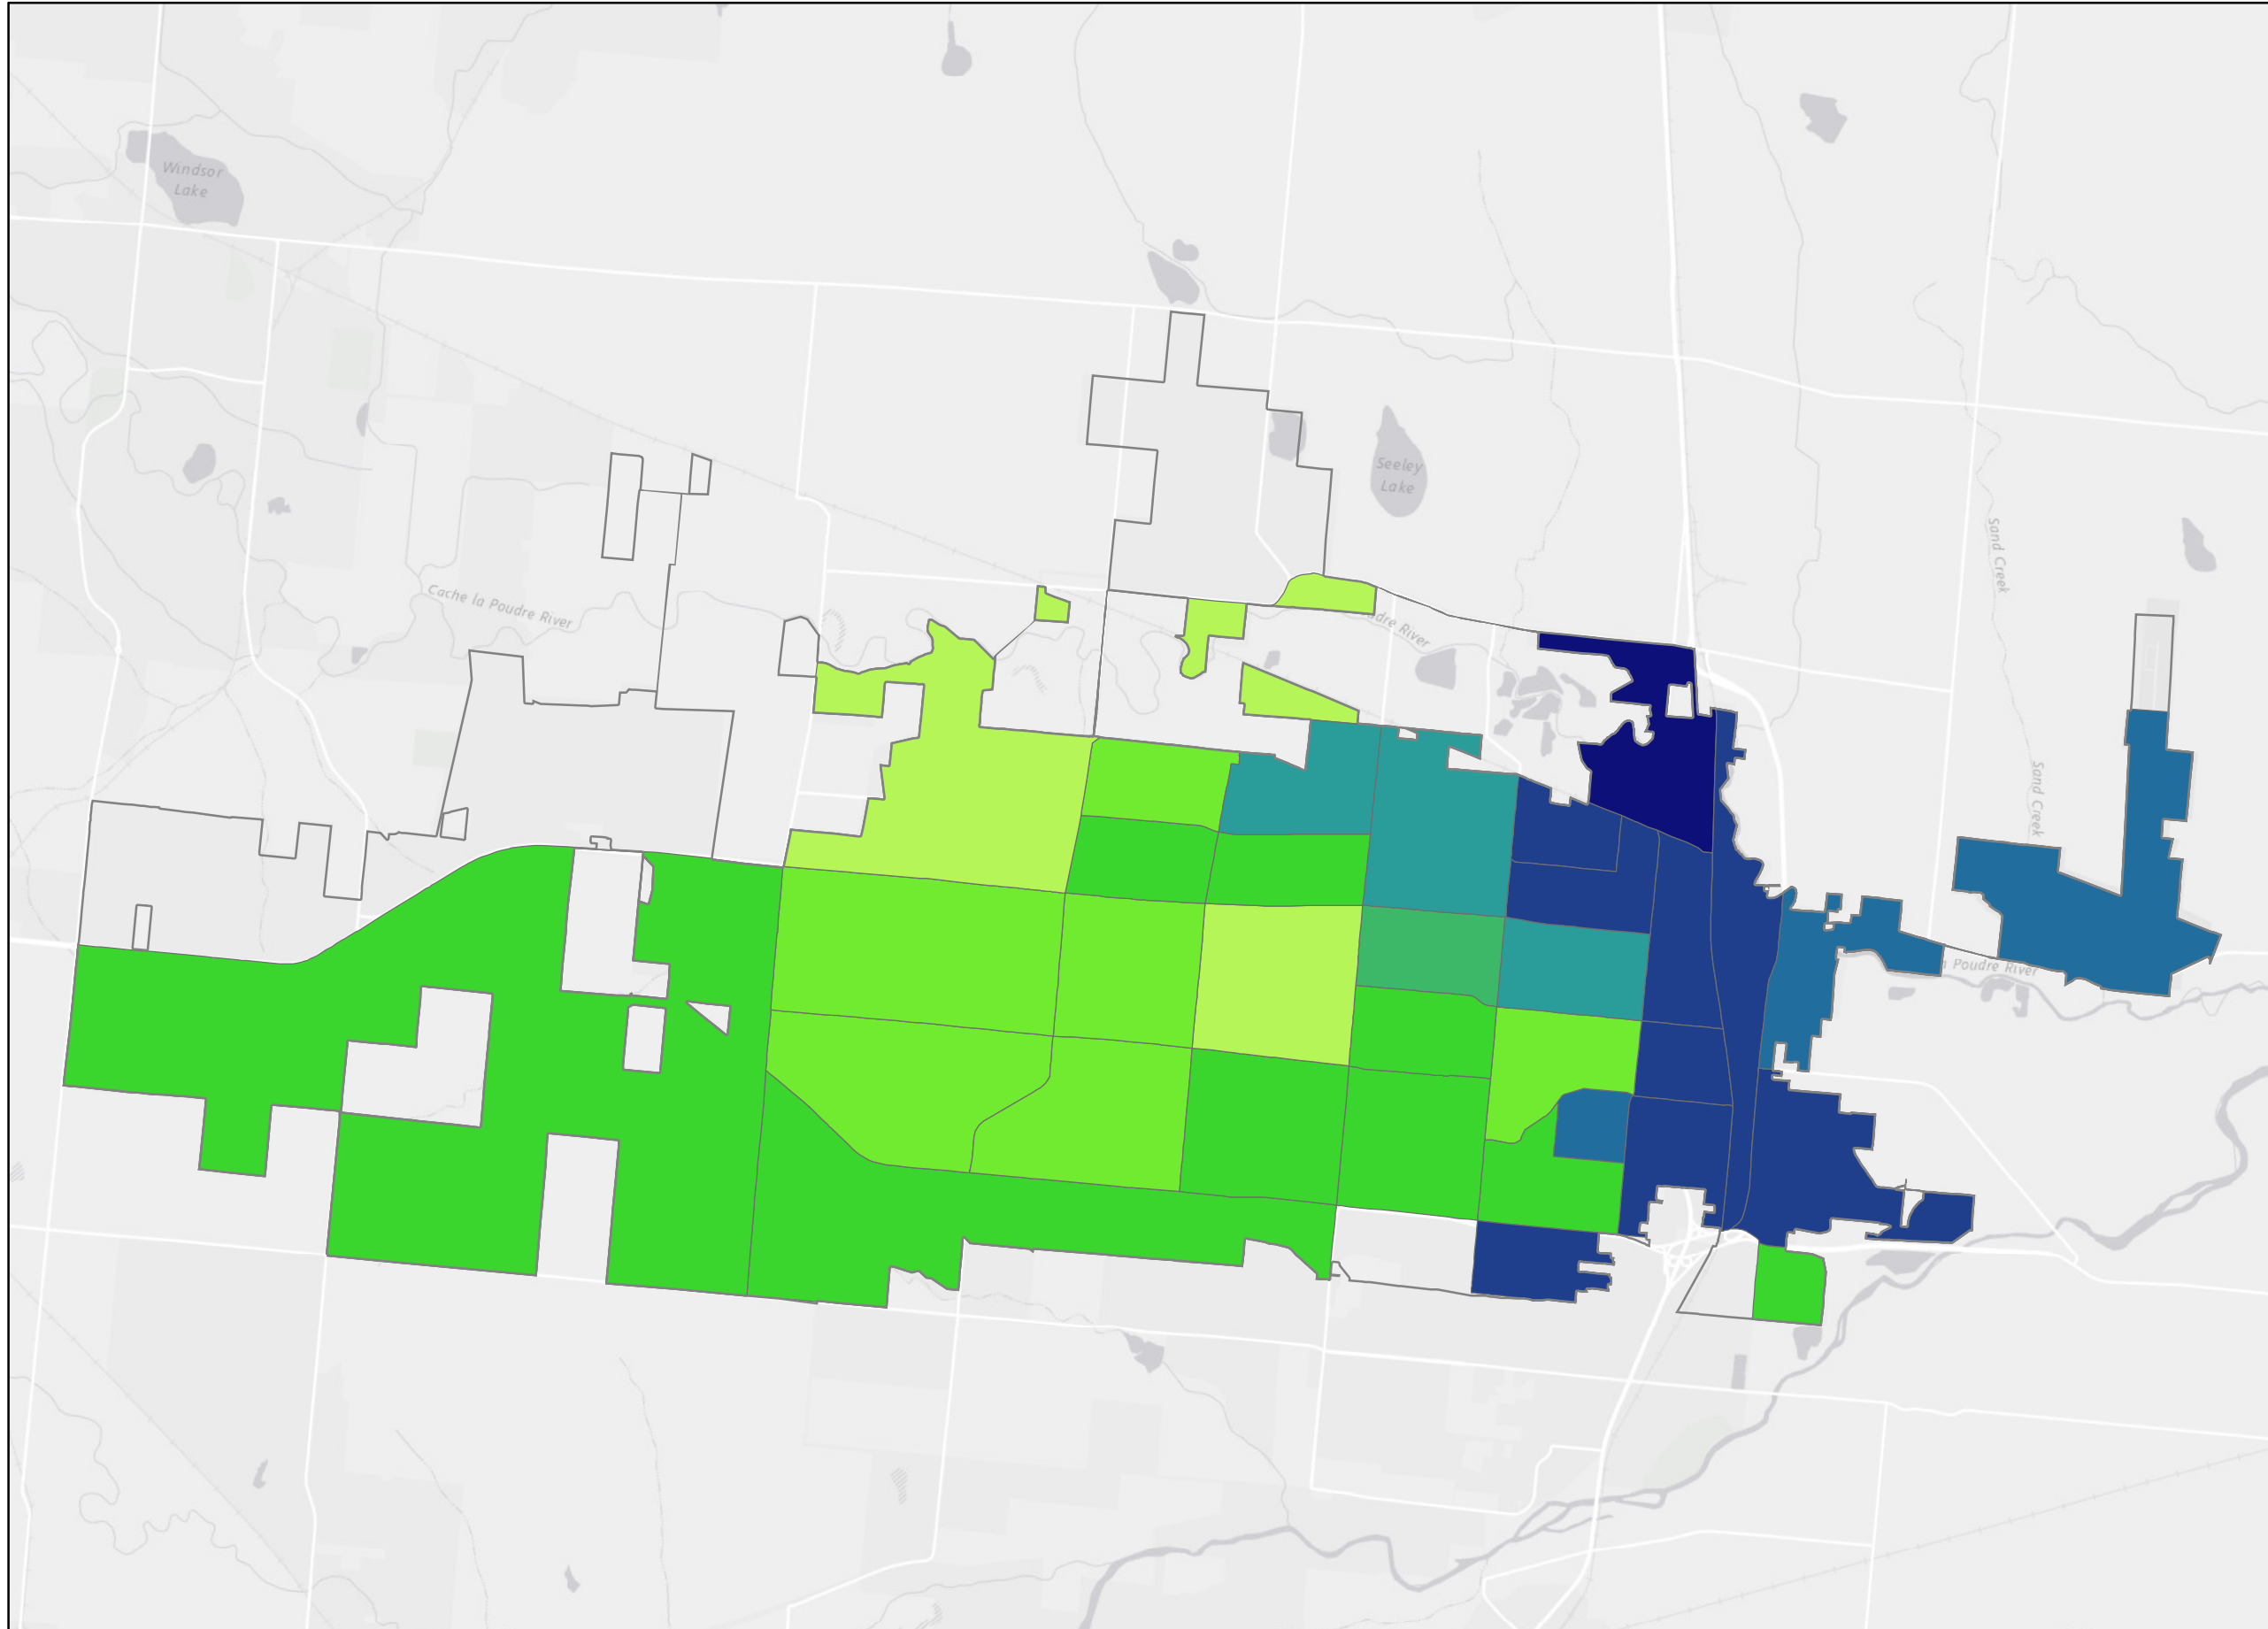 Windsor
Lake
Seeley
Lake
Sand Creek
Cache la Poudre River
dre River
Sand Creek
Poudre River